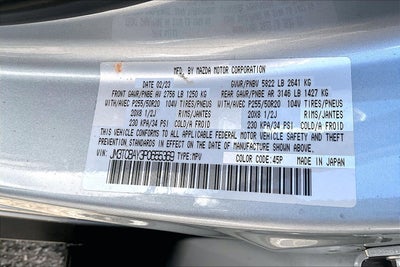 MFD. BY MAZDA MOTOR CORPORATION
DATE 02/23 GVWR/PNBV 5822 LB 2641 KG
FRONT GAWR/PNBE AV 2756 LB 1250 KG REAR GAWR/PNBE AR 3146 LB 1427 KG
WITH/AVEC P255/50R20 104V TIRES/PNEUS WITH/AVEC P255/50R20 104V TIRES/PNEUS
20X8 1/2J RIMS/JANTES 20X8 1/2J RIMS/JANTES
230 KPA/34 PSI COLD/A FROID 230 KPA/34 PSI COLD/A FROID
THIS VEHICLE CONFORMS TO ALL APPLICABLE FEDERAL MOTOR VEHICLE SAFETY AND THEFT
PREVENTION STANDARDS IN EFFECT ON THE DATE OF MANUFACTURE SHOWN ABOVE.
VIN: TYPE:MPV COLOR CODE:45P MADE IN JAPAN